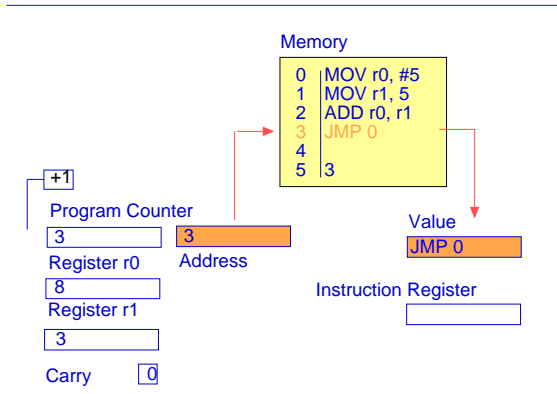 Memory
0 MOV r0, #5
1 MOV r1, 5
2 ADD r0, r1
3 JMP 0
4
5 3
+1
Program Counter
3
3
Address
Register r0
8
Register r1
3
Carry 0
Value
JMP 0
Instruction Register